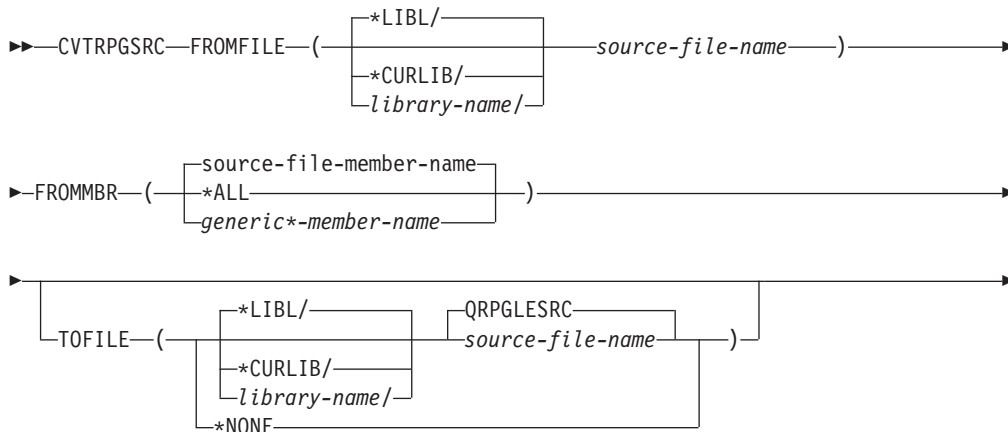 *LIBL/
CVTRPGSRC FROMFILE ( source-file-name )
*CURLIB/
library-name/
source-file-member-name
FROMMBR ( *ALL )
generic*-member-name
*LIBL/ QRPGLESRC
TOFILE ( source-file-name )
*CURLIB/
library-name/
*NONE